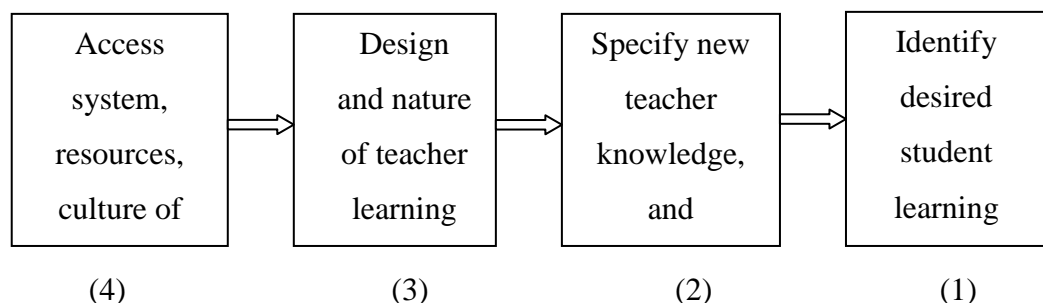 Access
system,
resources,
culture of
Design
and nature
of teacher
learning
Specify new
teacher
knowledge,
and
Identify
desired
student
learning
(4)
(3)
(2)
(1)